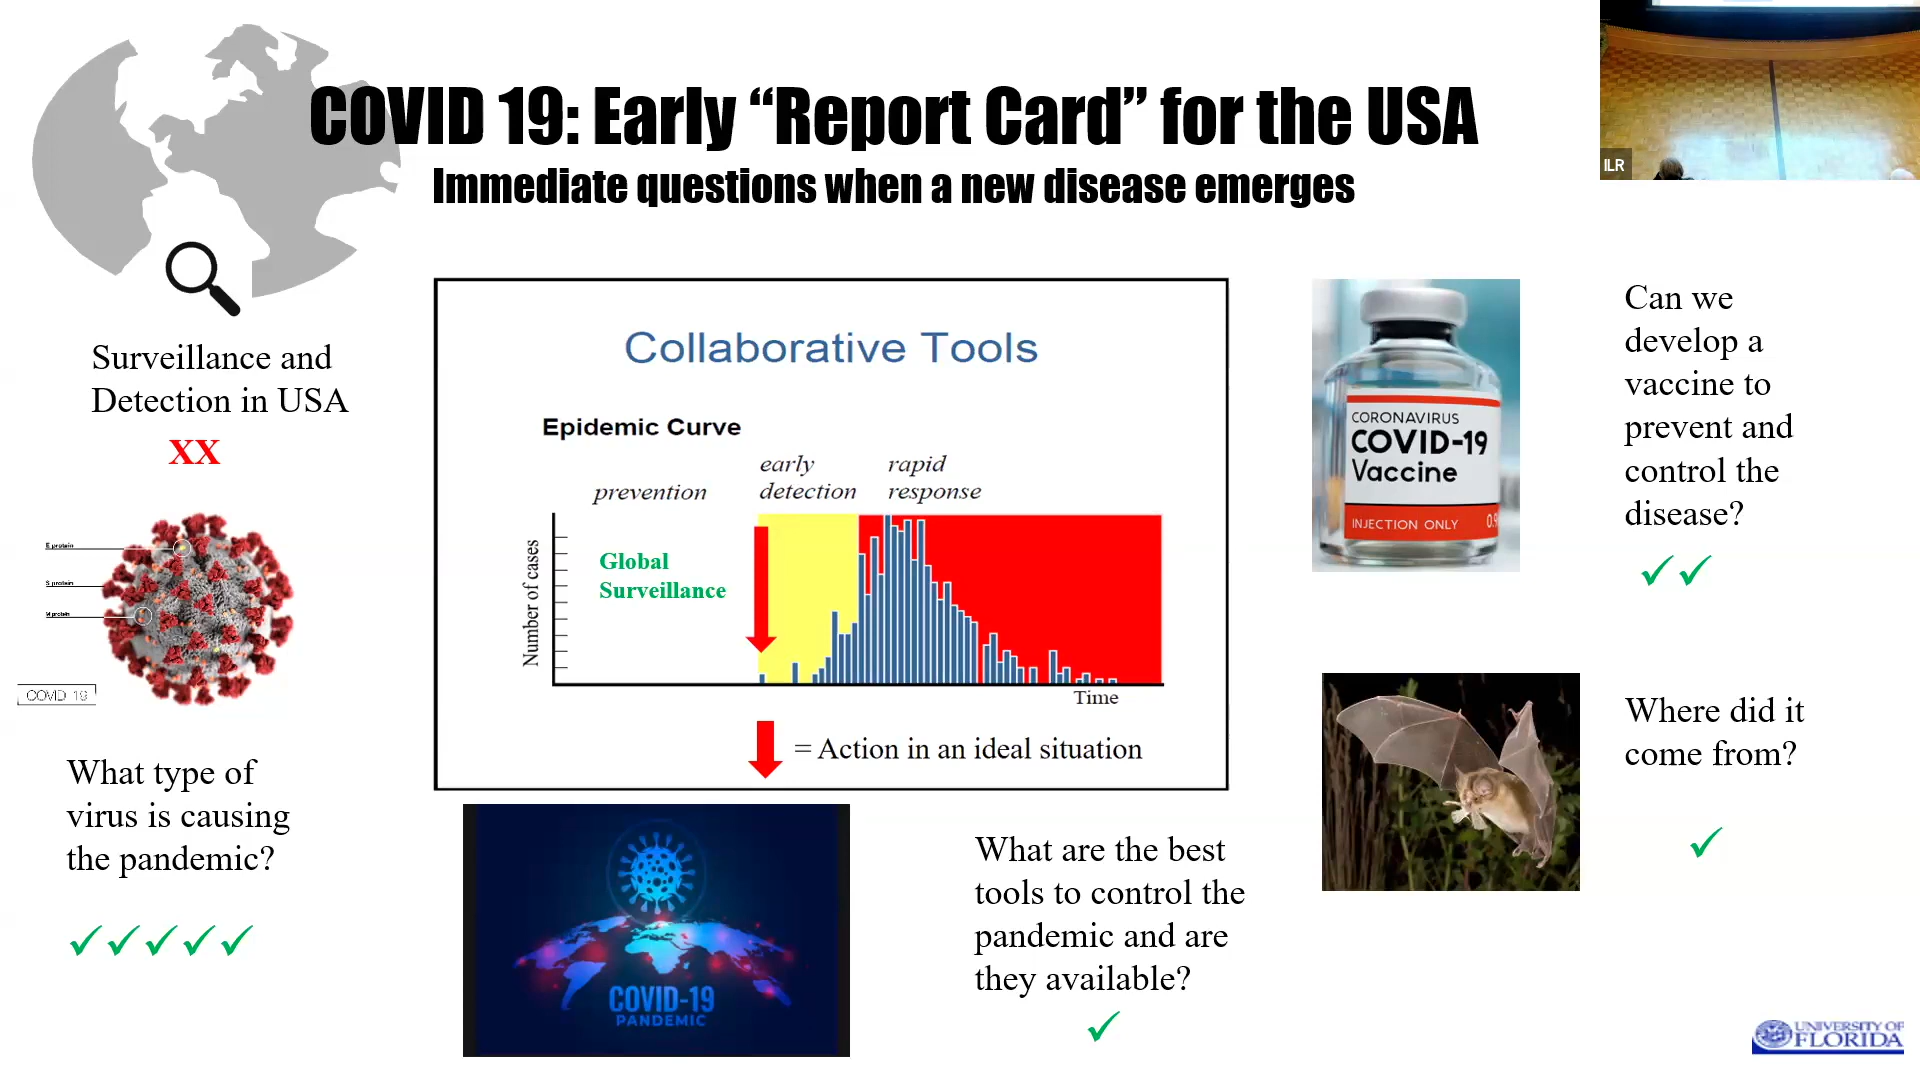 COVID 19: Early “Report Card” for the USA
Immediate questions when a new disease emerges
ILR
Surveillance and
Detection in USA
XX
E protein
S protein
M protein
COVID 19
What type of
virus is causing
the pandemic?
Collaborative Tools
Epidemic Curve
prevention
early
detection
rapid
response
Global
Surveillance
Number of cases
Time
= Action in an ideal situation
COVID-19
PANDEMIC
What are the best
tools to control the
pandemic and are
they available?
CORONAVIRUS
COVID-19
Vaccine
INJECTION ONLY
Can we
develop a
vaccine to
prevent and
control the
disease?
Where did it
come from?
UNIVERSITY OF
FLORIDA